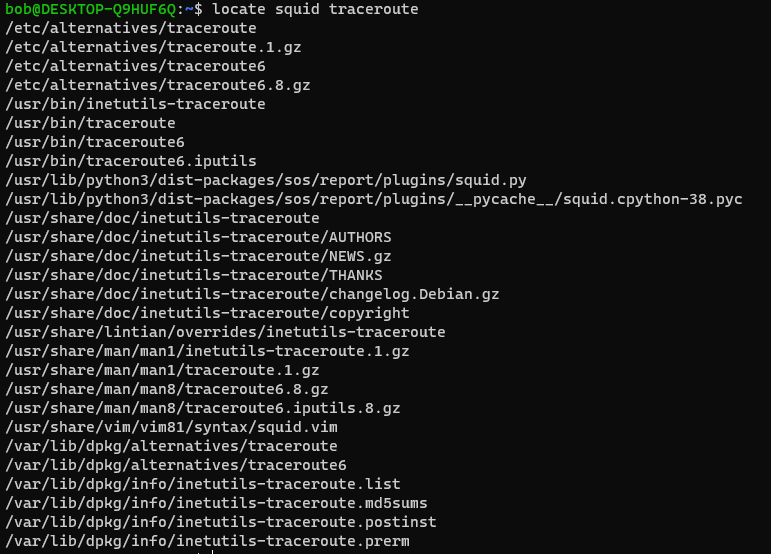 bob@DESKTOP-Q9HUF6Q:~$ locate squid traceroute
/etc/alternatives/traceroute
/etc/alternatives/traceroute.1.gz
/etc/alternatives/traceroute6
/etc/alternatives/traceroute6.8.gz
/usr/bin/inetutils-traceroute
/usr/bin/traceroute
/usr/bin/traceroute6
/usr/bin/traceroute6.iputils
/usr/lib/python3/dist-packages/sos/report/plugins/squid.py
/usr/lib/python3/dist-packages/sos/report/plugins/__pycache__/squid.cpython-38.pyc
/usr/share/doc/inetutils-traceroute
/usr/share/doc/inetutils-traceroute/AUTHORS
/usr/share/doc/inetutils-traceroute/NEWS.gz
/usr/share/doc/inetutils-traceroute/THANKS
/usr/share/doc/inetutils-traceroute/changelog.Debian.gz
/usr/share/doc/inetutils-traceroute/copyright
/usr/share/lintian/overrides/inetutils-traceroute
/usr/share/man/man1/inetutils-traceroute.1.gz
/usr/share/man/man1/traceroute.1.gz
/usr/share/man/man8/traceroute6.8.gz
/usr/share/man/man8/traceroute6.iputils.8.gz
/usr/share/vim/vim81/syntax/squid.vim
/var/lib/dpkg/alternatives/traceroute
/var/lib/dpkg/alternatives/traceroute6
/var/lib/dpkg/info/inetutils-traceroute.list
/var/lib/dpkg/info/inetutils-traceroute.md5sums
/var/lib/dpkg/info/inetutils-traceroute.postinst
/var/lib/dpkg/info/inetutils-traceroute.prerm